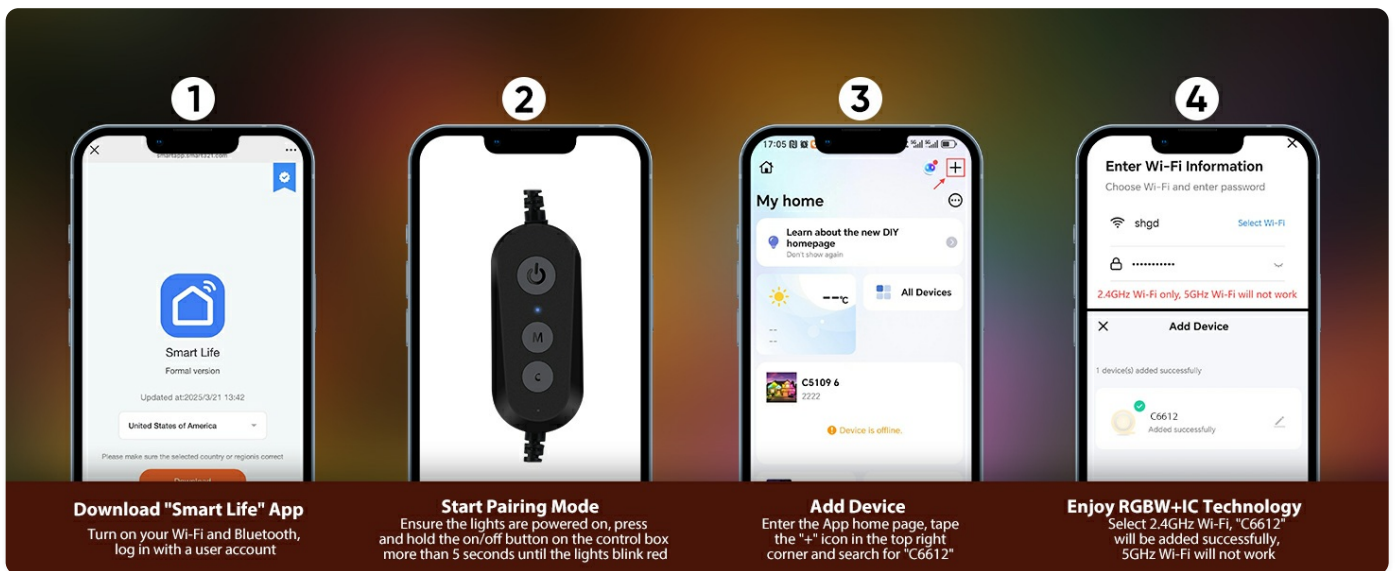 1
smartapp.smart321.com
Smart Life
Formal version
Updated at:2025/3/21 13:42
United States of America
Please make sure the selected country or regionis correct
Download
Download "Smart Life" App
Turn on your Wi-Fi and Bluetooth,
log in with a user account
2
M
Start Pairing Mode
Ensure the lights are powered on, press
and hold the on/off button on the control box
more than 5 seconds until the lights blink red
3
17:05
My home
Learn about the new DIY
homepage
Don't show again
--°C
All Devices
--
--
C5109 6
2222
Device is offline.
Add Device
Enter the App home page, tape
the "+" icon in the top right
corner and search for "C6612"
4
Enter Wi-Fi Information
Choose Wi-Fi and enter password
shgd
Select Wi-Fi
2.4GHz Wi-Fi only, 5GHz Wi-Fi will not work
Add Device
1 device(s) added successfully
C6612
Added successfully
Enjoy RGBW+IC Technology
Select 2.4GHz Wi-Fi, "C6612"
will be added successfully,
5GHz Wi-Fi will not work